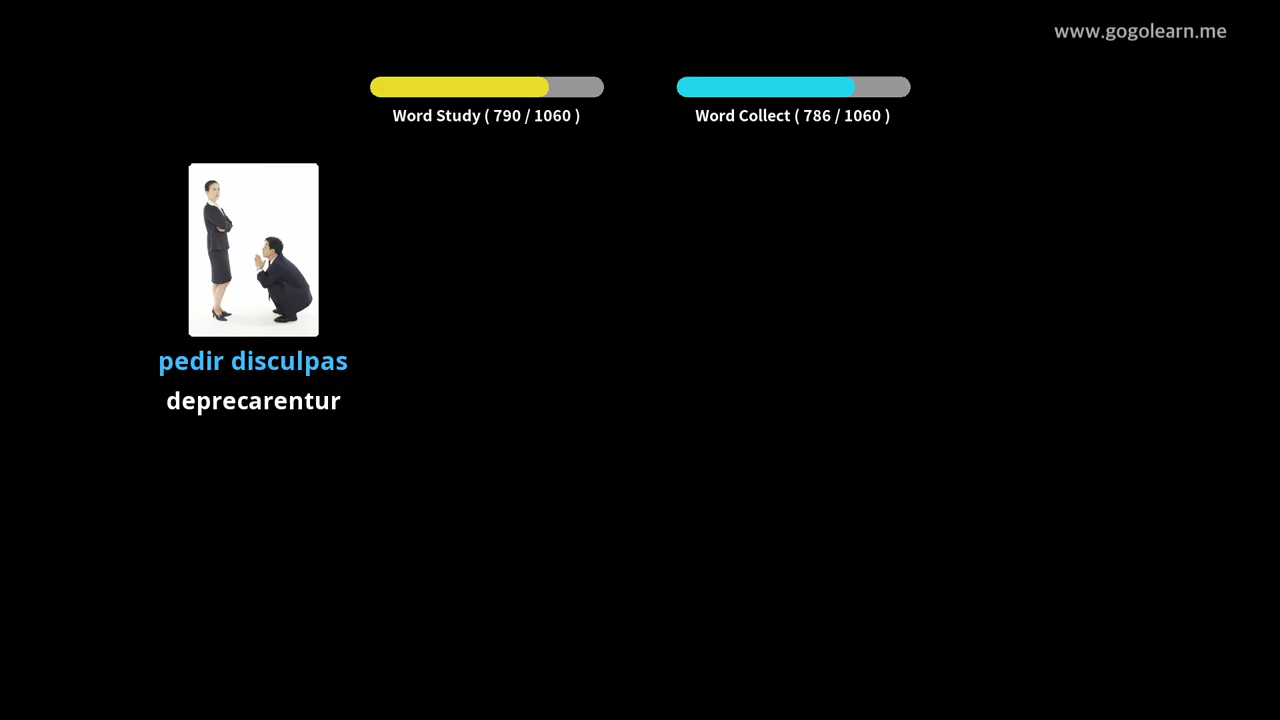 www.gogolearn.me
Word Study ( 790 / 1060 )
Word Collect ( 786 / 1060 )
pedir disculpas
deprecarentur